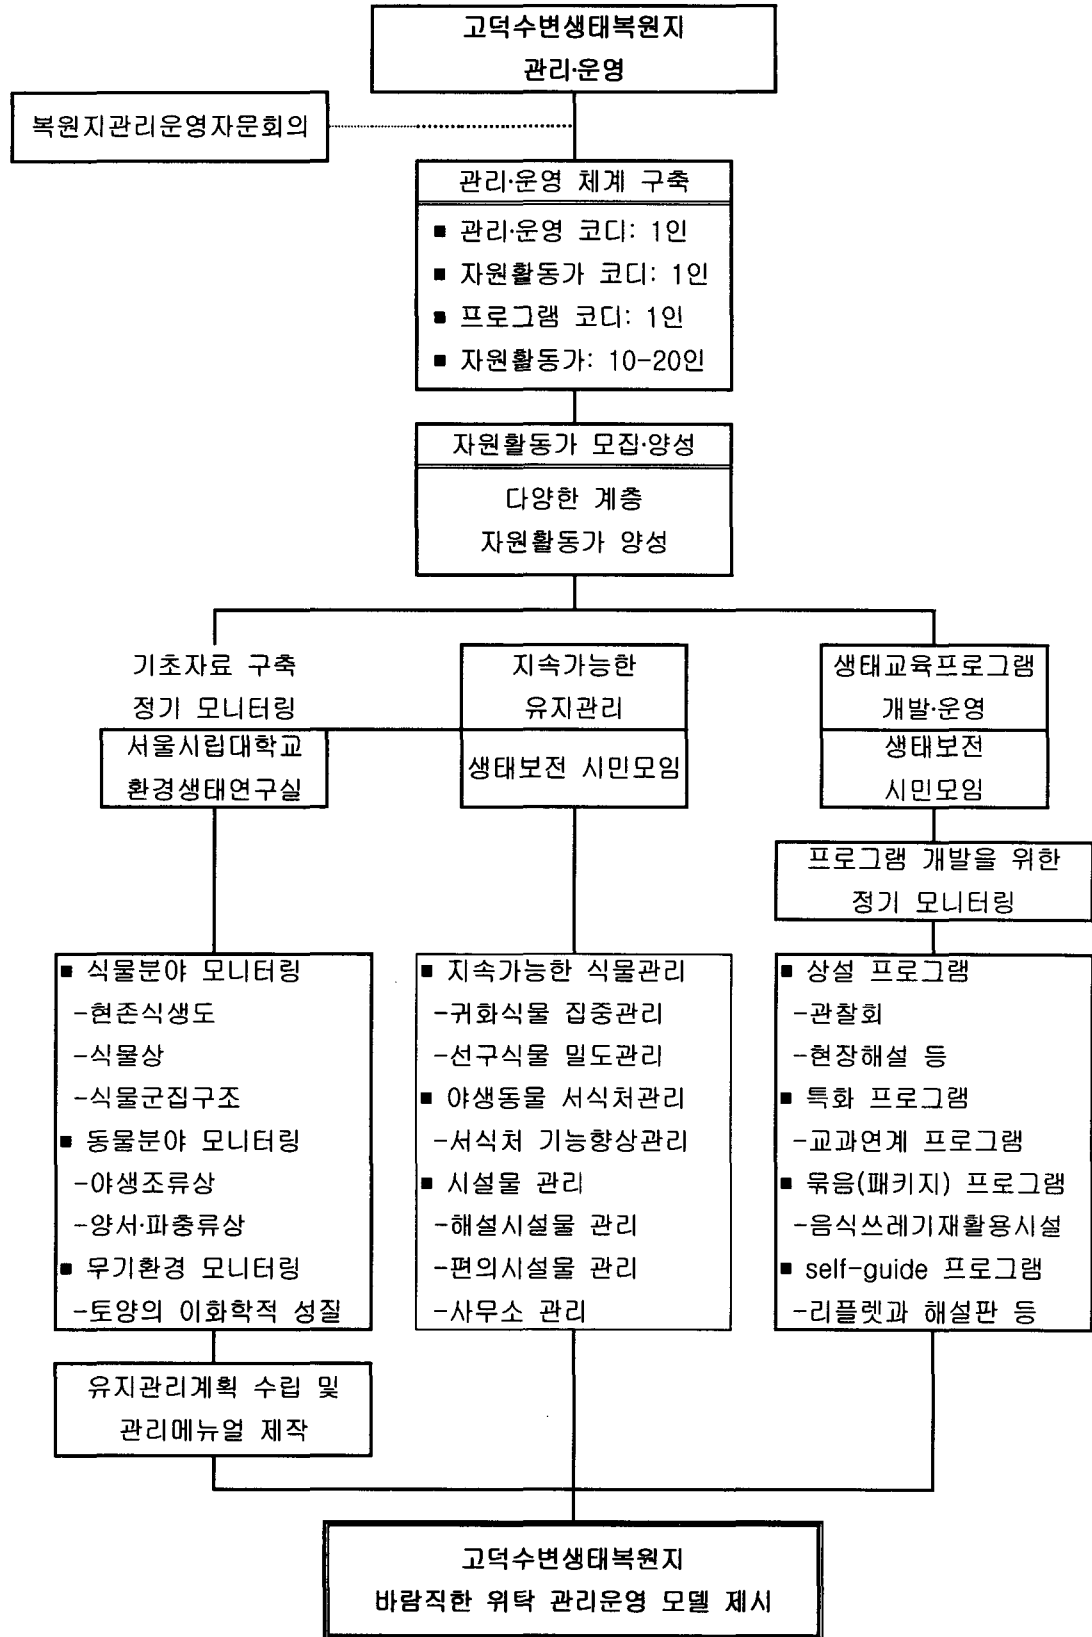 고덕수변생태복원지
관리·운영
복원지관리운영자문회의
관리·운영 체계 구축
■ 관리·운영 코디: 1인
■ 자원활동가 코디: 1인
■ 프로그램 코디: 1인
■ 자원활동가: 10-20인
자원활동가 모집·양성
다양한 계층
자원활동가 양성
기초자료 구축
정기 모니터링
서울시립대학교
환경생태연구실
지속가능한
유지관리
생태보전 시민모임
생태교육프로그램
개발·운영
생태보전
시민모임
프로그램 개발을 위한
정기 모니터링
■ 식물분야 모니터링
-현존식생도
-식물상
-식물군집구조
■ 동물분야 모니터링
-야생조류상
-양서·파충류상
■ 무기환경 모니터링
-토양의 이화학적 성질
■ 지속가능한 식물관리
-귀화식물 집중관리
-선구식물 밀도관리
■ 야생동물 서식처관리
-서식처 기능향상관리
■ 시설물 관리
-해설시설물 관리
-편의시설물 관리
-사무소 관리
■ 상설 프로그램
-관찰회
-현장해설 등
■ 특화 프로그램
-교과연계 프로그램
■ 묶음(패키지) 프로그램
-음식쓰레기재활용시설
■ self-guide 프로그램
-리플렛과 해설판 등
유지관리계획 수립 및
관리메뉴얼 제작
고덕수변생태복원지
바람직한 위탁 관리운영 모델 제시